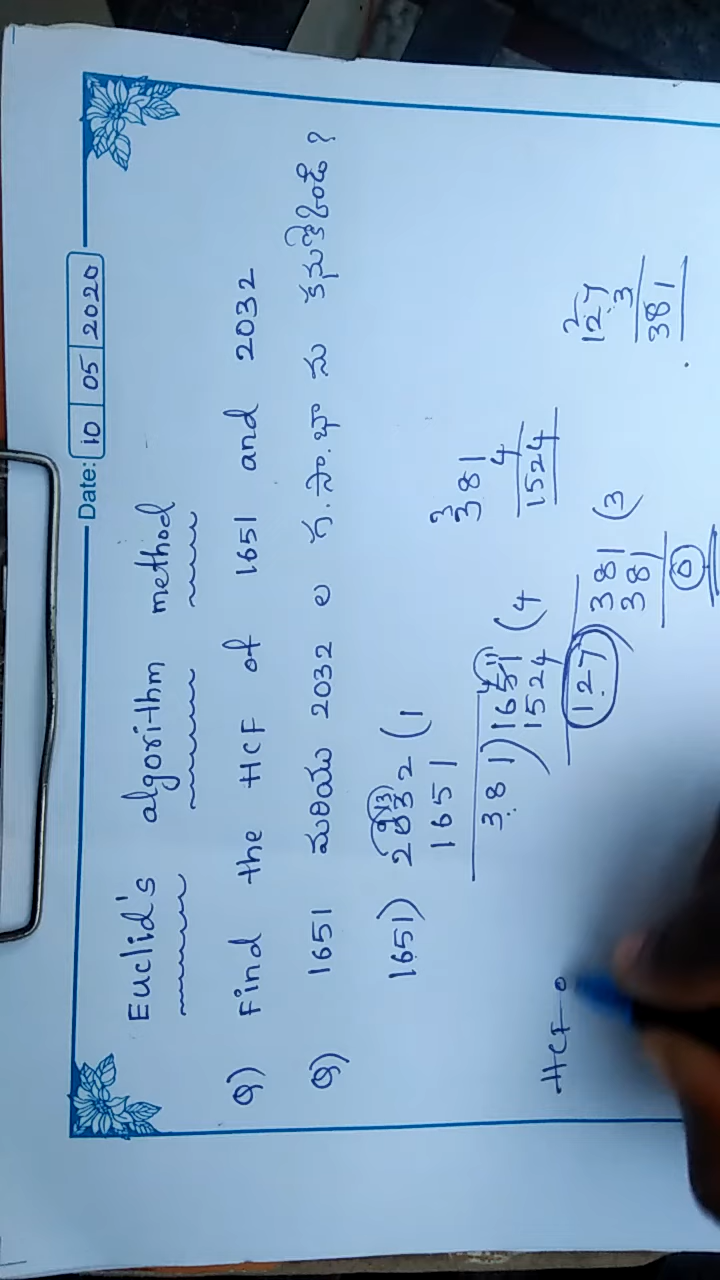 Date: 10 05 2020
Euclid's algorithm method
Q) Find the HCF of 1651 and 2032
Q) 1651 మరియు 2032 ల గ.సా.భా ను కనుక్కోండి?
1651) 2032 (1
1651
381) 1651 (4
1524
127) 381 (3
381
0
381
4
1524
127
3
381
HCF o